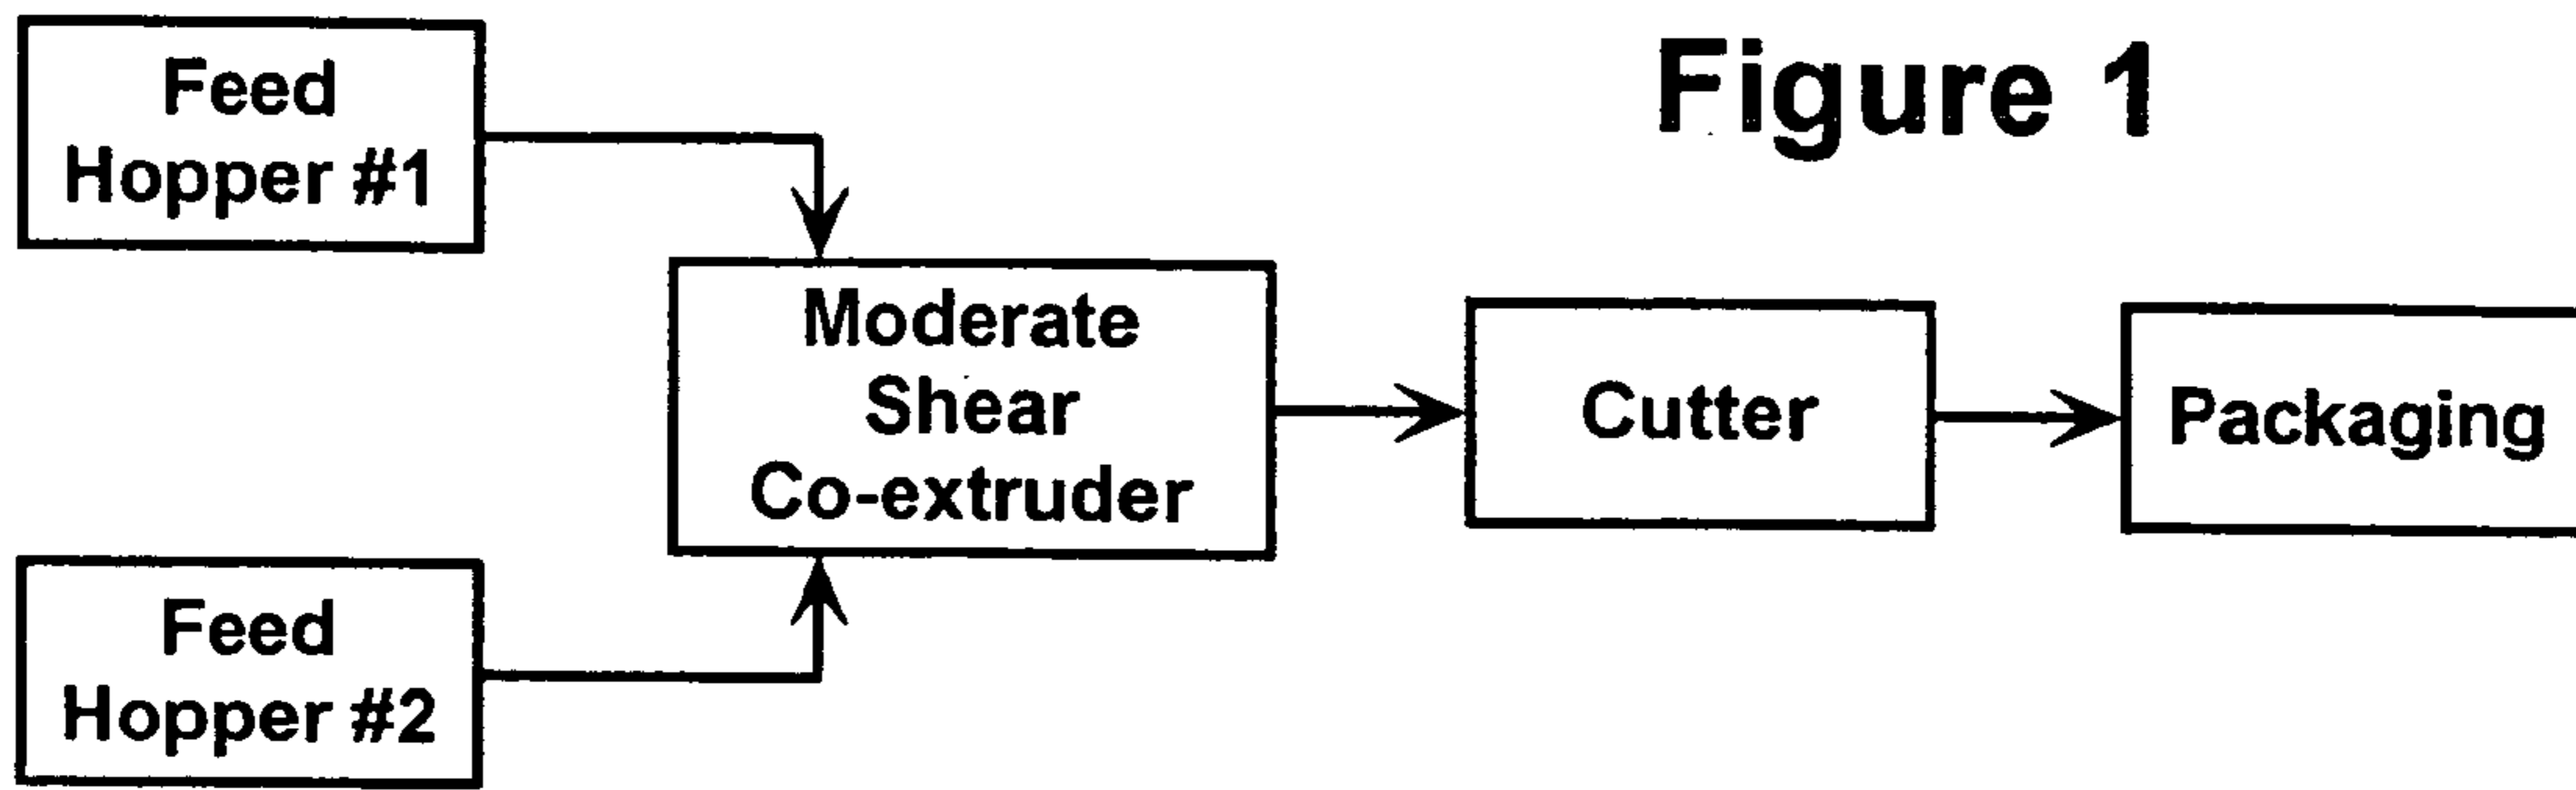 Figure 1
Feed
Hopper #1
Moderate
Shear
Co-extruder
Cutter
Packaging
Feed
Hopper #2